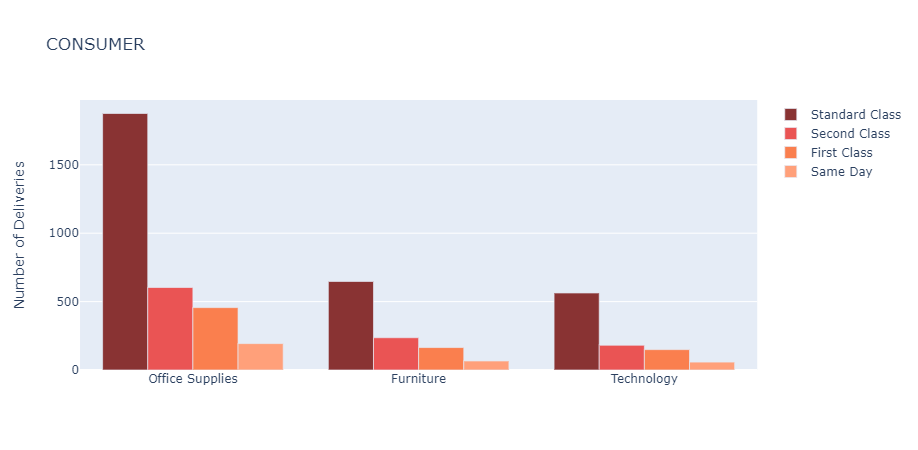 CONSUMER
Standard Class
Second Class
First Class
Same Day
Number of Deliveries
1500
1000
500
0
Office Supplies
Furniture
Technology